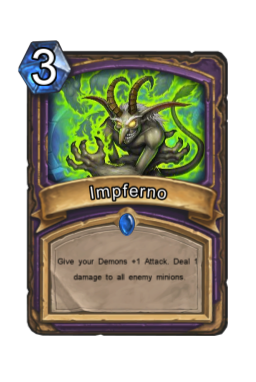 3
Impferno
Give your Demons +1 Attack. Deal 1
damage to all enemy minions.